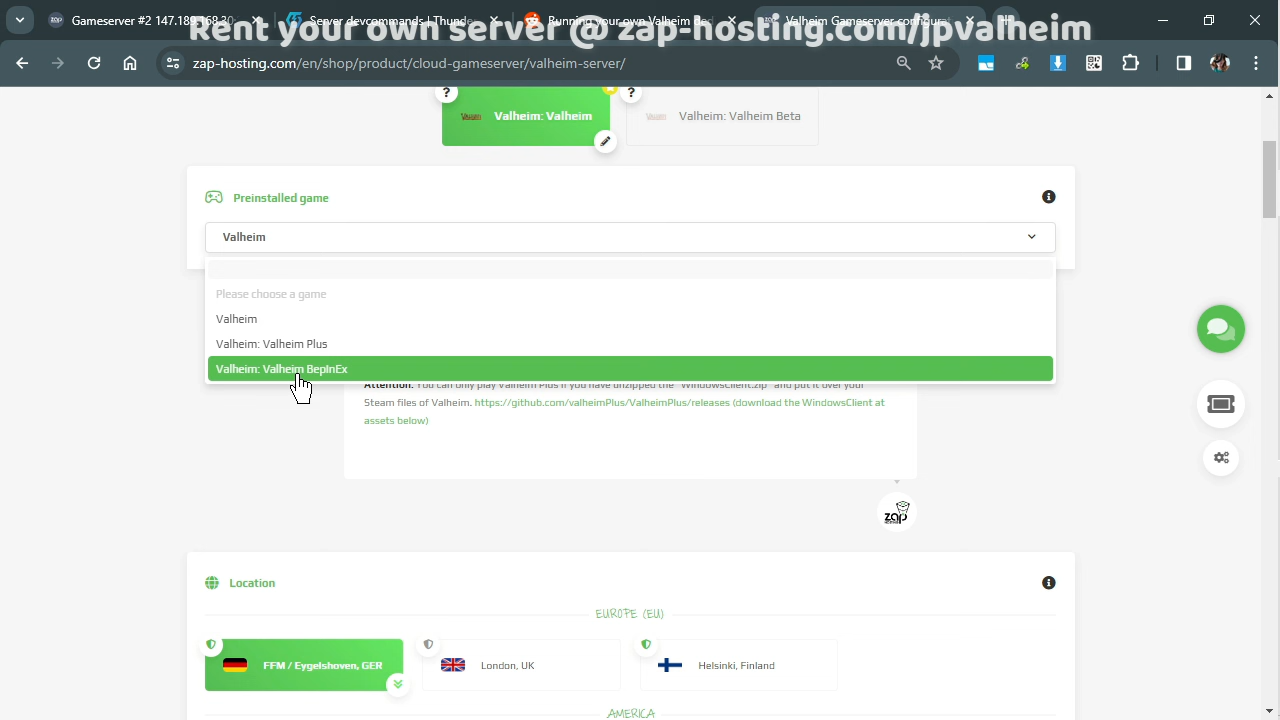 Gameserver #2 147.189.168.30:
Server devcommands | Thunde
Running your own Valheim ded
Valheim Gameserver configurat
Rent your own server @ zap-hosting.com/jpvalheim
zap-hosting.com/en/shop/product/cloud-gameserver/valheim-server/
Valheim: Valheim
Valheim: Valheim Beta
Preinstalled game
Valheim
Please choose a game
Valheim
Valheim: Valheim Plus
Valheim: Valheim BepInEx
Attention: You can only play Valheim Plus if you have unzipped the "WindowsClient.zip" and put it over your
Steam files of Valheim. https://github.com/valheimPlus/ValheimPlus/releases (download the WindowsClient at
assets below)
zap
Location
EUROPE (EU)
FFM / Eygelshoven, GER
London, UK
Helsinki, Finland
AMERICA